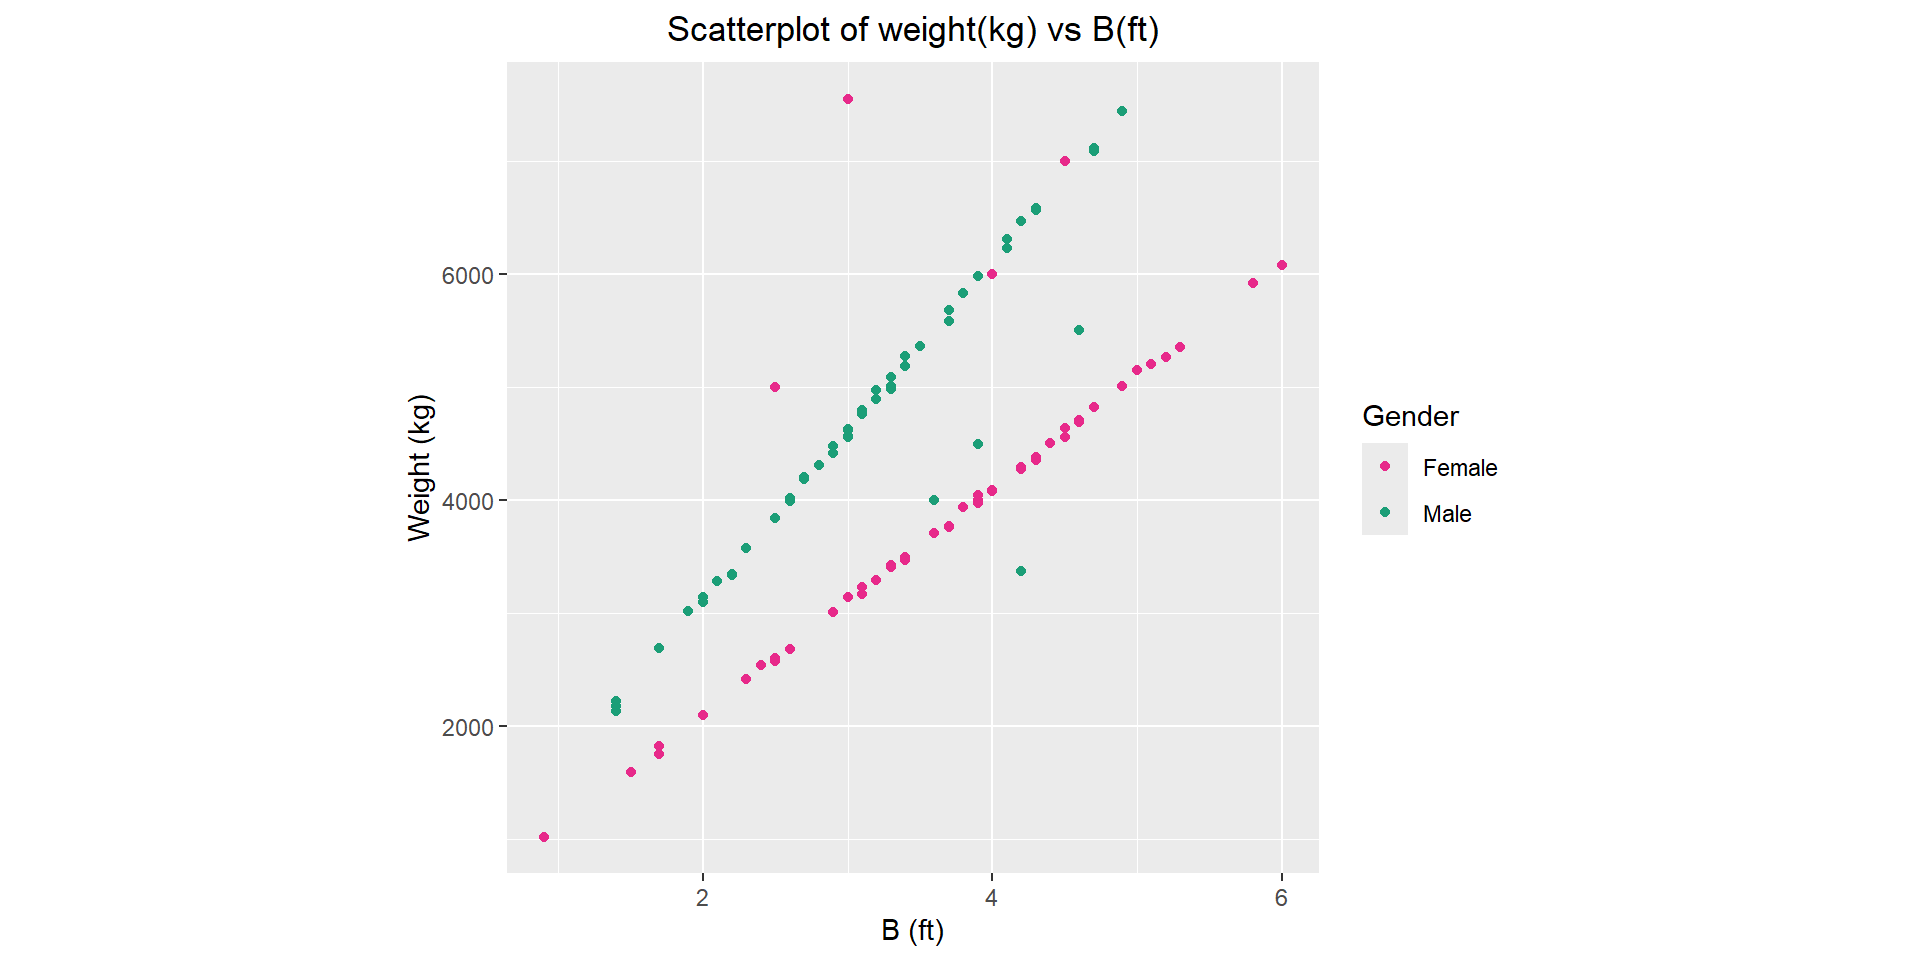 Scatterplot of weight(kg) vs B(ft)
Weight (kg)
6000
4000
2000
2
4
6
B (ft)
Gender
Female
Male